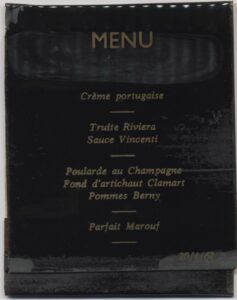 MENU
Crème portugaise
Truite Riviera
Sauce Vincenti
Poularde au Champagne
Fond d'artichaut Clamart
Pommes Berny
Parfait Marouf